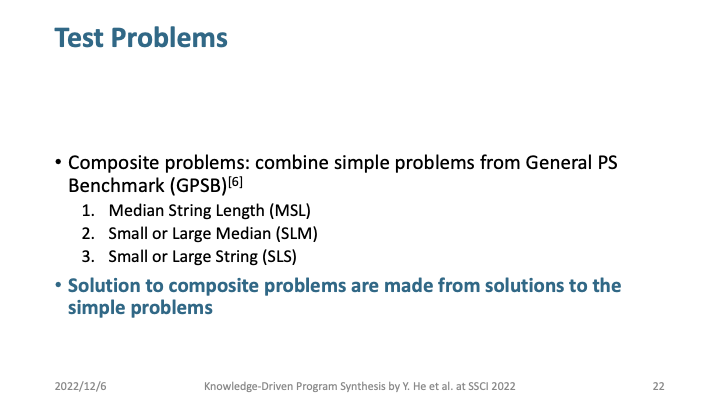 Test Problems
• Composite problems: combine simple problems from General PS
Benchmark (GPSB)[6]
1. Median String Length (MSL)
2. Small or Large Median (SLM)
3. Small or Large String (SLS)
• Solution to composite problems are made from solutions to the
simple problems
2022/12/6 Knowledge-Driven Program Synthesis by Y. He et al. at SSCI 2022 22